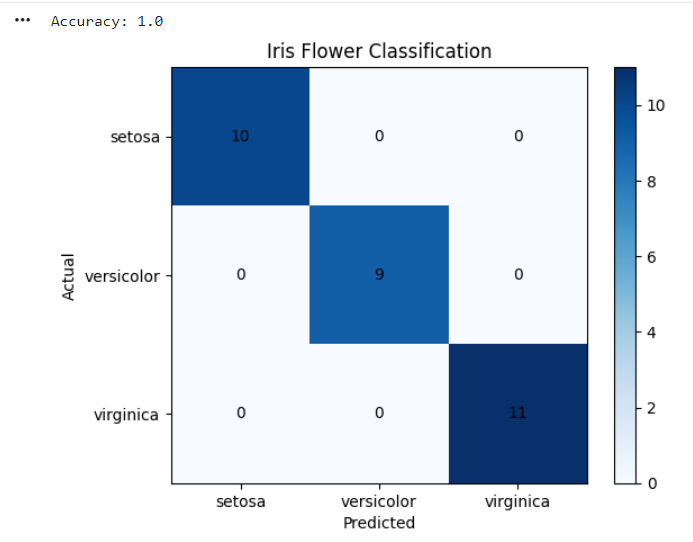 ••• Accuracy: 1.0
Iris Flower Classification
setosa 10 0 0
versicolor 0 9 0
virginica 0 0 11
setosa versicolor virginica
Predicted
Actual
10
8
6
4
2
0